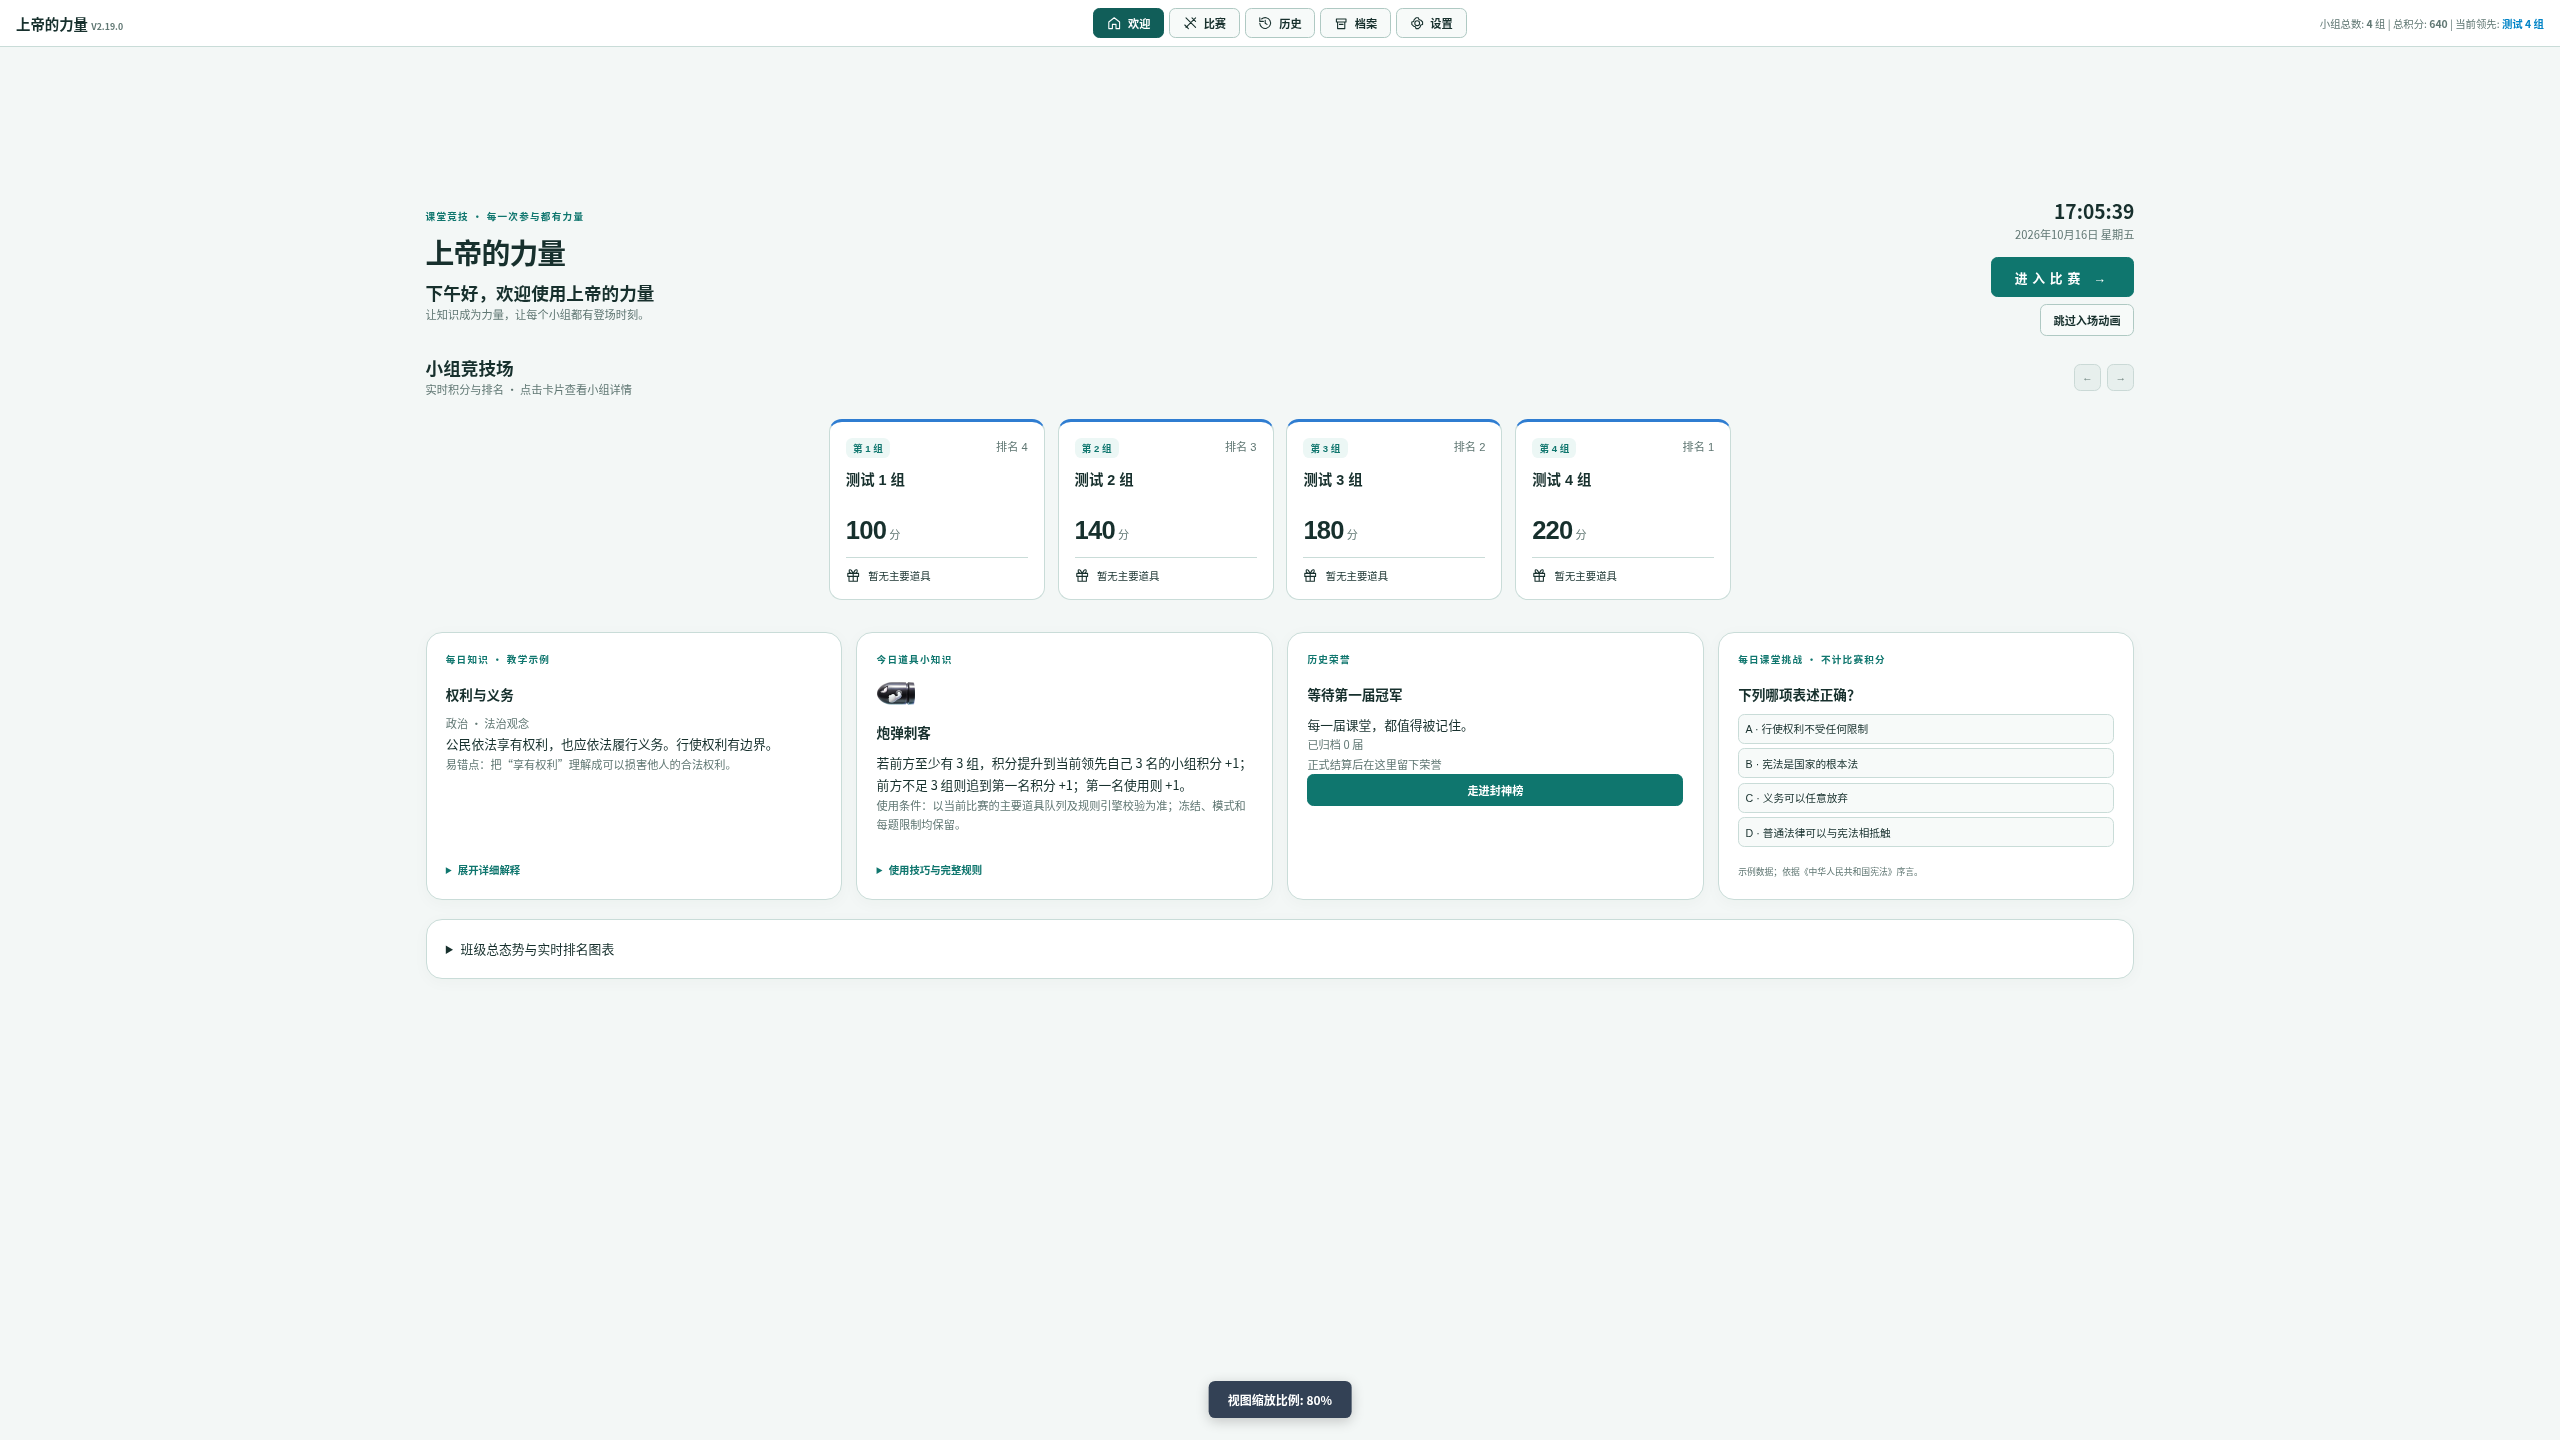 上帝的力量 V2.19.0
欢迎
比赛
历史
档案
设置
小组总数: 4 组 | 总积分: 640 | 当前领先: 测试 4 组
课堂竞技 · 每一次参与都有力量
上帝的力量
下午好，欢迎使用上帝的力量
让知识成为力量，让每个小组都有登场时刻。
17:05:39
2026年10月16日 星期五
进入比赛 →
跳过入场动画
小组竞技场
实时积分与排名 · 点击卡片查看小组详情
← →
第 1 组 排名 4
测试 1 组
100 分
暂无主要道具
第 2 组 排名 3
测试 2 组
140 分
暂无主要道具
第 3 组 排名 2
测试 3 组
180 分
暂无主要道具
第 4 组 排名 1
测试 4 组
220 分
暂无主要道具
每日知识 · 教学示例
权利与义务
政治 · 法治观念
公民依法享有权利，也应依法履行义务。行使权利有边界。
易错点：把“享有权利”理解成可以损害他人的合法权利。
▶ 展开详细解释
今日道具小知识
炮弹刺客
若前方至少有 3 组，积分提升到当前领先自己 3 名的小组积分 +1；
前方不足 3 组则追到第一名积分 +1；第一名使用则 +1。
使用条件：以当前比赛的主要道具队列及规则引擎校验为准；冻结、模式和
每题限制均保留。
▶ 使用技巧与完整规则
历史荣誉
等待第一届冠军
每一届课堂，都值得被记住。
已归档 0 届
正式结算后在这里留下荣誉
走进封神榜
每日课堂挑战 · 不计比赛积分
下列哪项表述正确？
A · 行使权利不受任何限制
B · 宪法是国家的根本法
C · 义务可以任意放弃
D · 普通法律可以与宪法相抵触
示例数据；依据《中华人民共和国宪法》序言。
▶ 班级总态势与实时排名图表
视图缩放比例: 80%